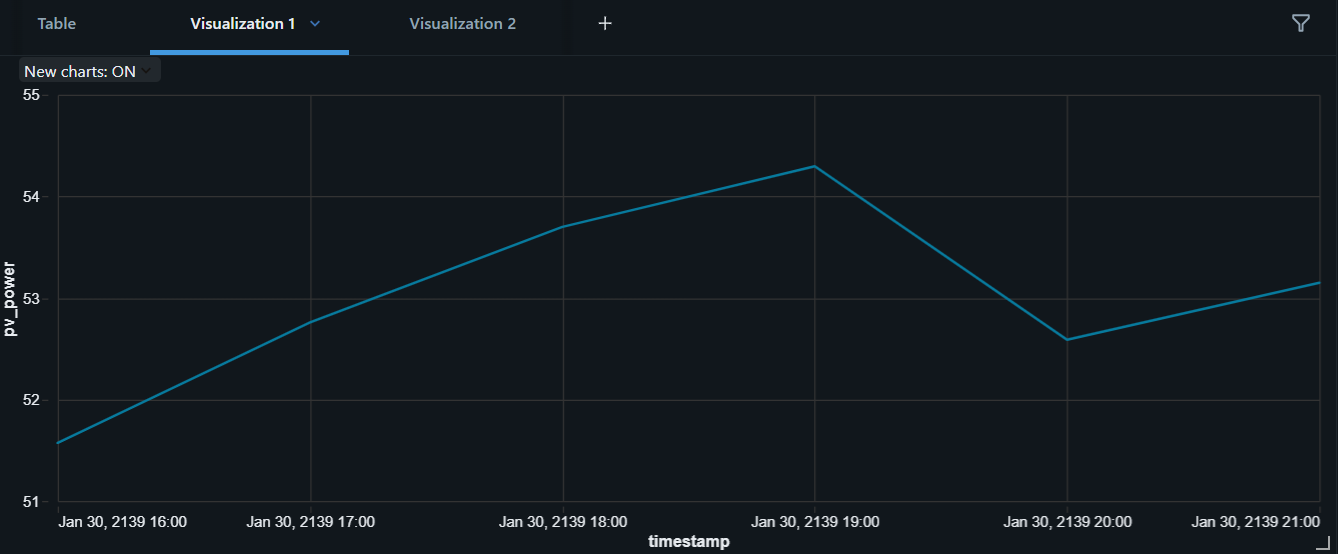 Table Visualization 1 Visualization 2 +
New charts: ON
55
54
53
52
51
pv_power
Jan 30, 2139 16:00 Jan 30, 2139 17:00 Jan 30, 2139 18:00 Jan 30, 2139 19:00 Jan 30, 2139 20:00 Jan 30, 2139 21:00
timestamp